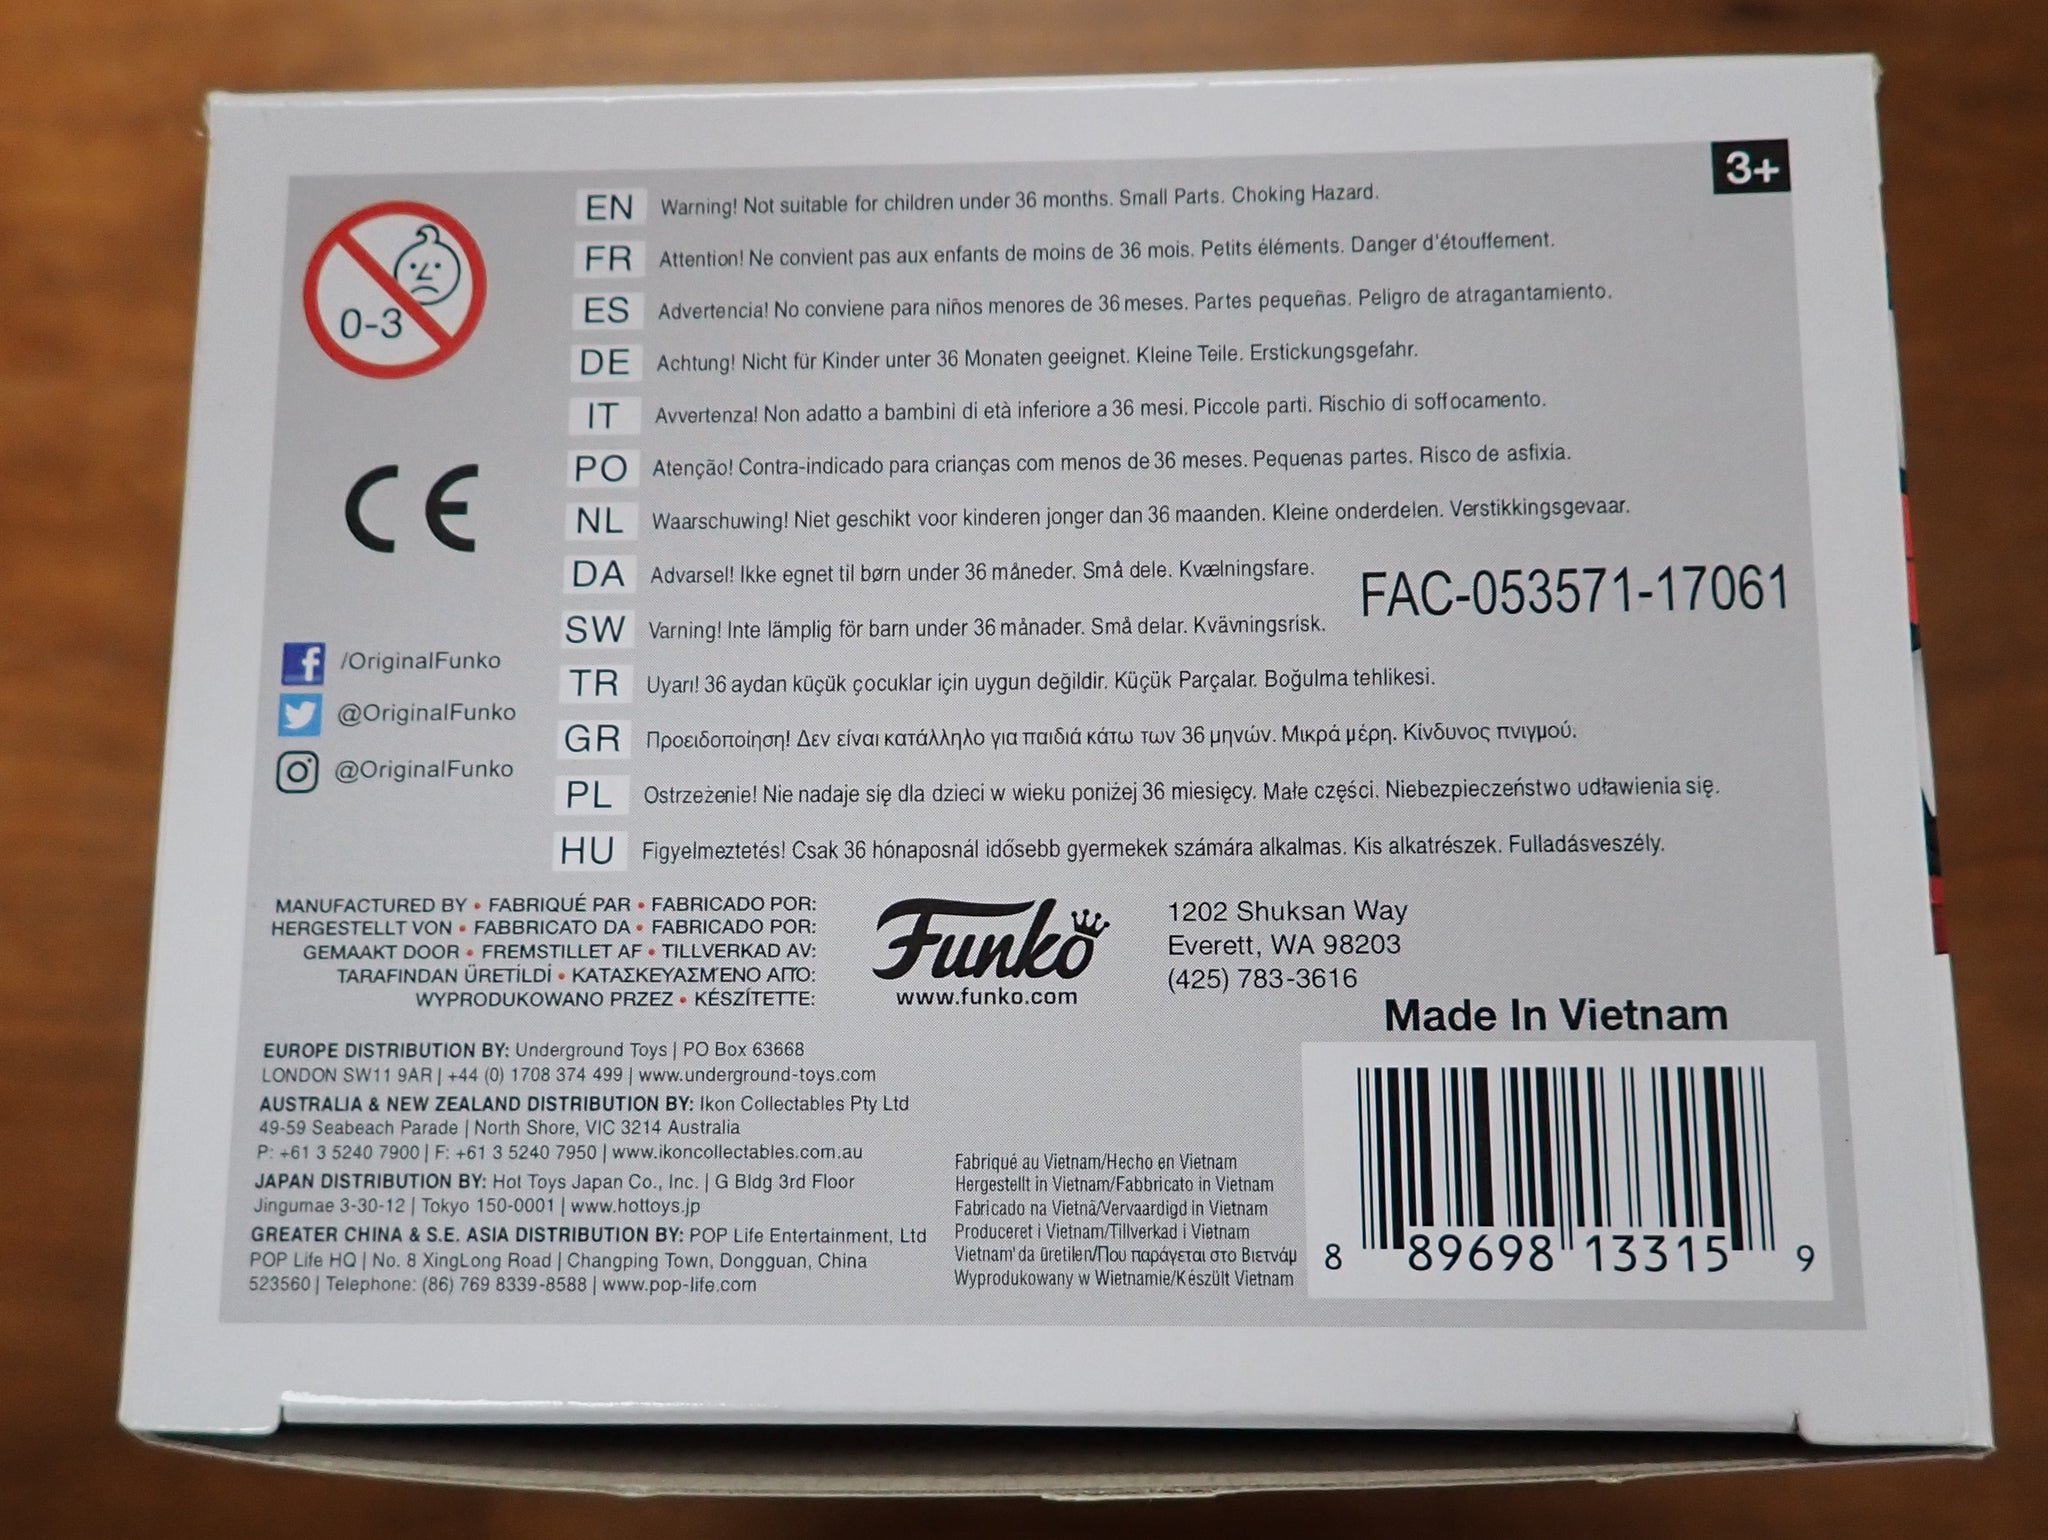 3+
0-3
EN Warning! Not suitable for children under 36 months. Small Parts. Choking Hazard.
FR Attention! Ne convient pas aux enfants de moins de 36 mois. Petits éléments. Danger d'étouffement.
ES Advertencia! No conviene para niños menores de 36 meses. Partes pequeñas. Peligro de atragantamiento.
DE Achtung! Nicht für Kinder unter 36 Monaten geeignet. Kleine Teile. Erstickungsgefahr.
IT Avvertenza! Non adatto a bambini di età inferiore a 36 mesi. Piccole parti. Rischio di soffocamento.
PO Atenção! Contra-indicado para crianças com menos de 36 meses. Pequenas partes. Risco de asfixia.
NL Waarschuwing! Niet geschikt voor kinderen jonger dan 36 maanden. Kleine onderdelen. Verstikkingsgevaar.
DA Advarsel! Ikke egnet til børn under 36 måneder. Små dele. Kvælningsfare.
SW Varning! Inte lämplig för barn under 36 månader. Små delar. Kvävningsrisk.
TR Uyarı! 36 aydan küçük çocuklar için uygun değildir. Küçük Parçalar. Boğulma tehlikesi.
GR Προειδοποίηση! Δεν είναι κατάλληλο για παιδιά κάτω των 36 μηνών. Μικρά μέρη. Κίνδυνος πνιγμού.
PL Ostrzeżenie! Nie nadaje się dla dzieci w wieku poniżej 36 miesięcy. Małe części. Niebezpieczeństwo udławienia się.
HU Figyelmeztetés! Csak 36 hónaposnál idősebb gyermekek számára alkalmas. Kis alkatrészek. Fulladásveszély.
CE
FAC-053571-17061
/OriginalFunko
@OriginalFunko
@OriginalFunko
MANUFACTURED BY • FABRIQUÉ PAR • FABRICADO POR:
HERGESTELLT VON • FABBRICATO DA • FABRICADO POR:
GEMAAKT DOOR • FREMSTILLET AF • TILLVERKAD AV:
TARAFINDAN ÜRETİLDİ • ΚΑΤΑΣΚΕΥΑΣΜΈΝΟ ΑΠΌ:
WYPRODUKOWANO PRZEZ • KÉSZÍTETTE:
Funko
www.funko.com
1202 Shuksan Way
Everett, WA 98203
(425) 783-3616
Made In Vietnam
EUROPE DISTRIBUTION BY: Underground Toys | PO Box 63668
LONDON SW11 9AR | +44 (0) 1708 374 499 | www.underground-toys.com
AUSTRALIA & NEW ZEALAND DISTRIBUTION BY: Ikon Collectables Pty Ltd
49-59 Seabeach Parade | North Shore, VIC 3214 Australia
P: +61 3 5240 7900 | F: +61 3 5240 7950 | www.ikoncollectables.com.au
JAPAN DISTRIBUTION BY: Hot Toys Japan Co., Inc. | G Bldg 3rd Floor
Jingumae 3-30-12 | Tokyo 150-0001 | www.hottoys.jp
GREATER CHINA & S.E. ASIA DISTRIBUTION BY: POP Life Entertainment, Ltd
POP Life HQ | No. 8 XingLong Road | Changping Town, Dongguan, China
523560 | Telephone: (86) 769 8339-8588 | www.pop-life.com
Fabriqué au Vietnam/Hecho en Vietnam
Hergestellt in Vietnam/Fabbricato in Vietnam
Fabricado na Vietnã/Vervaardigd in Vietnam
Produceret i Vietnam/Tillverkad i Vietnam
Vietnam'da üretilen/Που παράγεται στο Βιετνάμ
Wyprodukowany w Wietnamie/Készült Vietnam
8 89698 13315 9